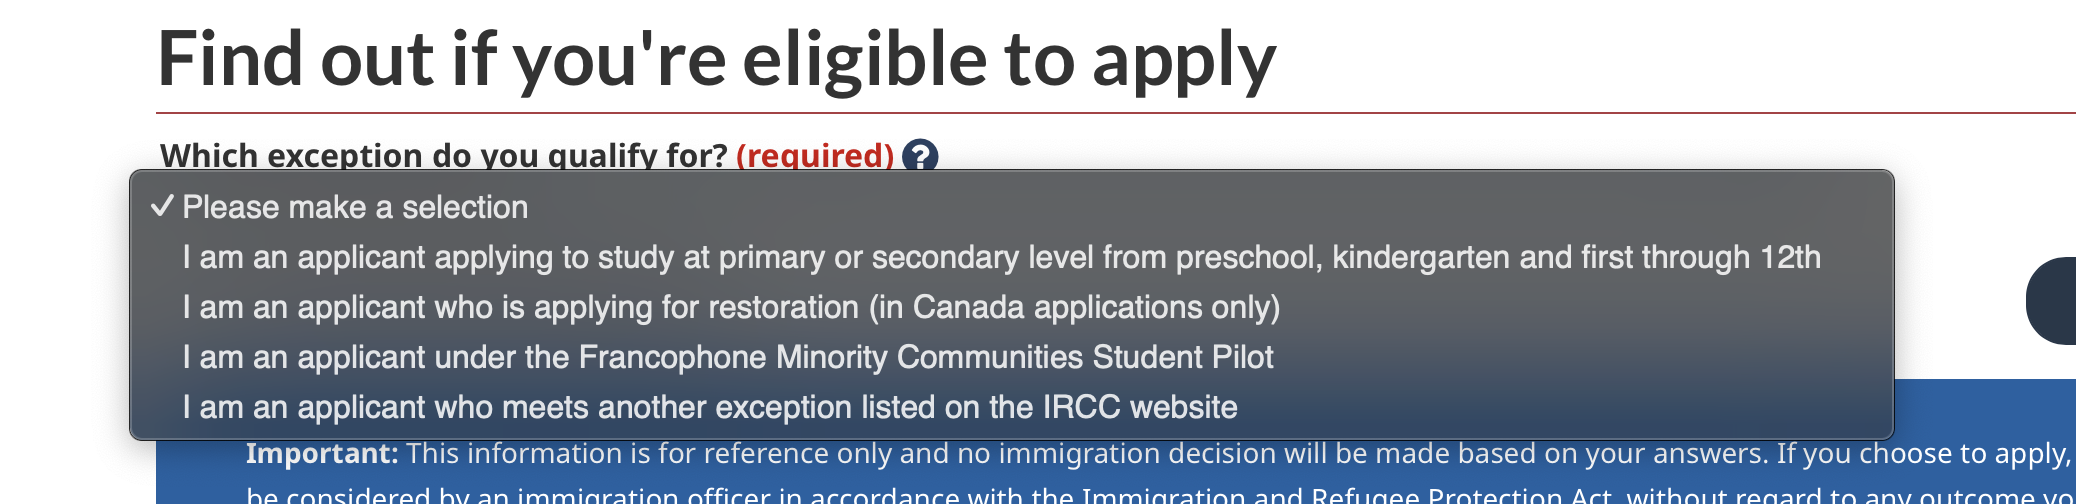 Find out if you're eligible to apply
Which exception do you qualify for? (required) ?
✓ Please make a selection
I am an applicant applying to study at primary or secondary level from preschool, kindergarten and first through 12th
I am an applicant who is applying for restoration (in Canada applications only)
I am an applicant under the Francophone Minority Communities Student Pilot
I am an applicant who meets another exception listed on the IRCC website
Important: This information is for reference only and no immigration decision will be made based on your answers. If you choose to apply,
be considered by an immigration officer in accordance with the Immigration and Refugee Protection Act, without regard to any outcome yo